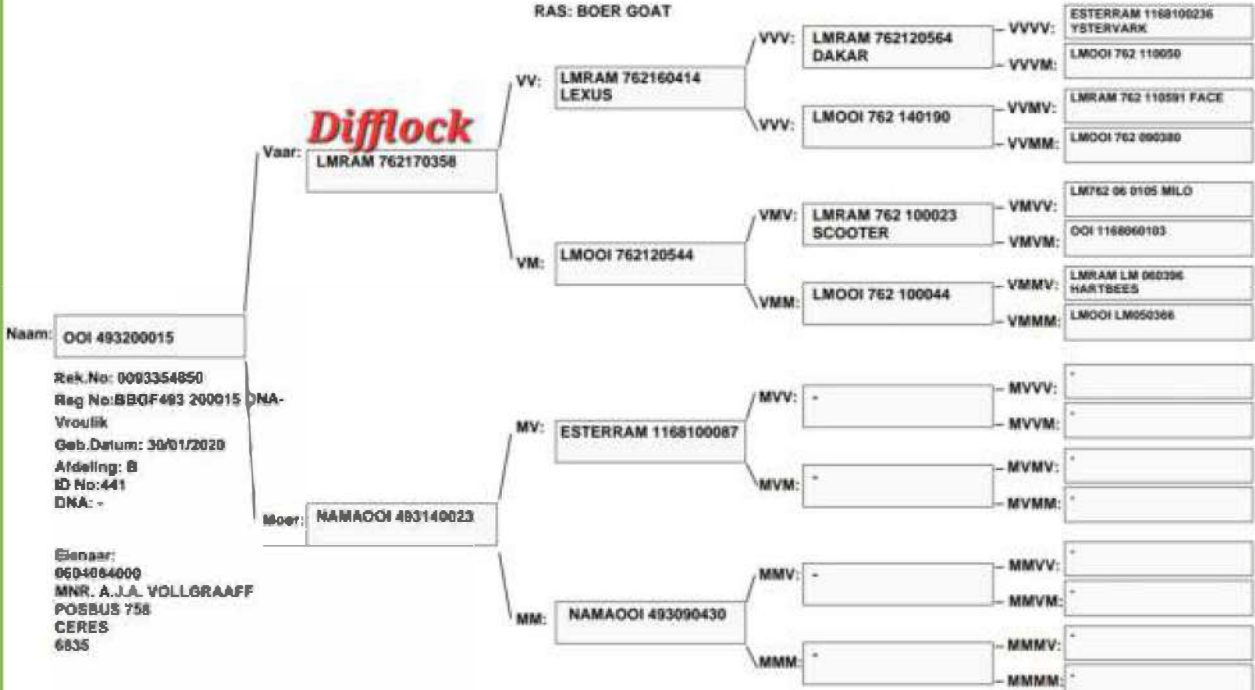 RAS: BOER GOAT
Naam: OOI 493200015
Rek.No: 0093354850
Reg No:BBGF493 200015 DNA-
Vroulik
Geb.Datum: 30/01/2020
Afdeling: B
ID No:441
DNA: -
Eienaar:
0604064000
MNR. A.J.A. VOLLGRAAFF
POSBUS 758
CERES
6835
Difflock
Vaar: LMRAM 762170358
Moer: NAMAOOI 493140023
VV: LMRAM 762160414
LEXUS
VM: LMOOI 762120544
MV: ESTERRAM 1168100087
MM: NAMAOOI 493090430
VVV: LMRAM 762120564
DAKAR
VVV: LMOOI 762 140190
VMV: LMRAM 762 100023
SCOOTER
VMM: LMOOI 762 100044
MVV: -
MVM: -
MMV: -
MMM: -
VVVV: ESTERRAM 1168100236
YSTERVARK
VVVM: LMOOI 762 110050
VVMV: LMRAM 762 110591 FACE
VVMM: LMOOI 762 090380
VMVV: LM762 06 0105 MILO
VMVM: OOI 1168060103
VMMV: LMRAM LM 060396
HARTBEES
VMMM: LMOOI LM050366
MVVV: -
MVVM: -
MVMV: -
MVMM: -
MMVV: -
MMVM: -
MMMV: -
MMMM: -